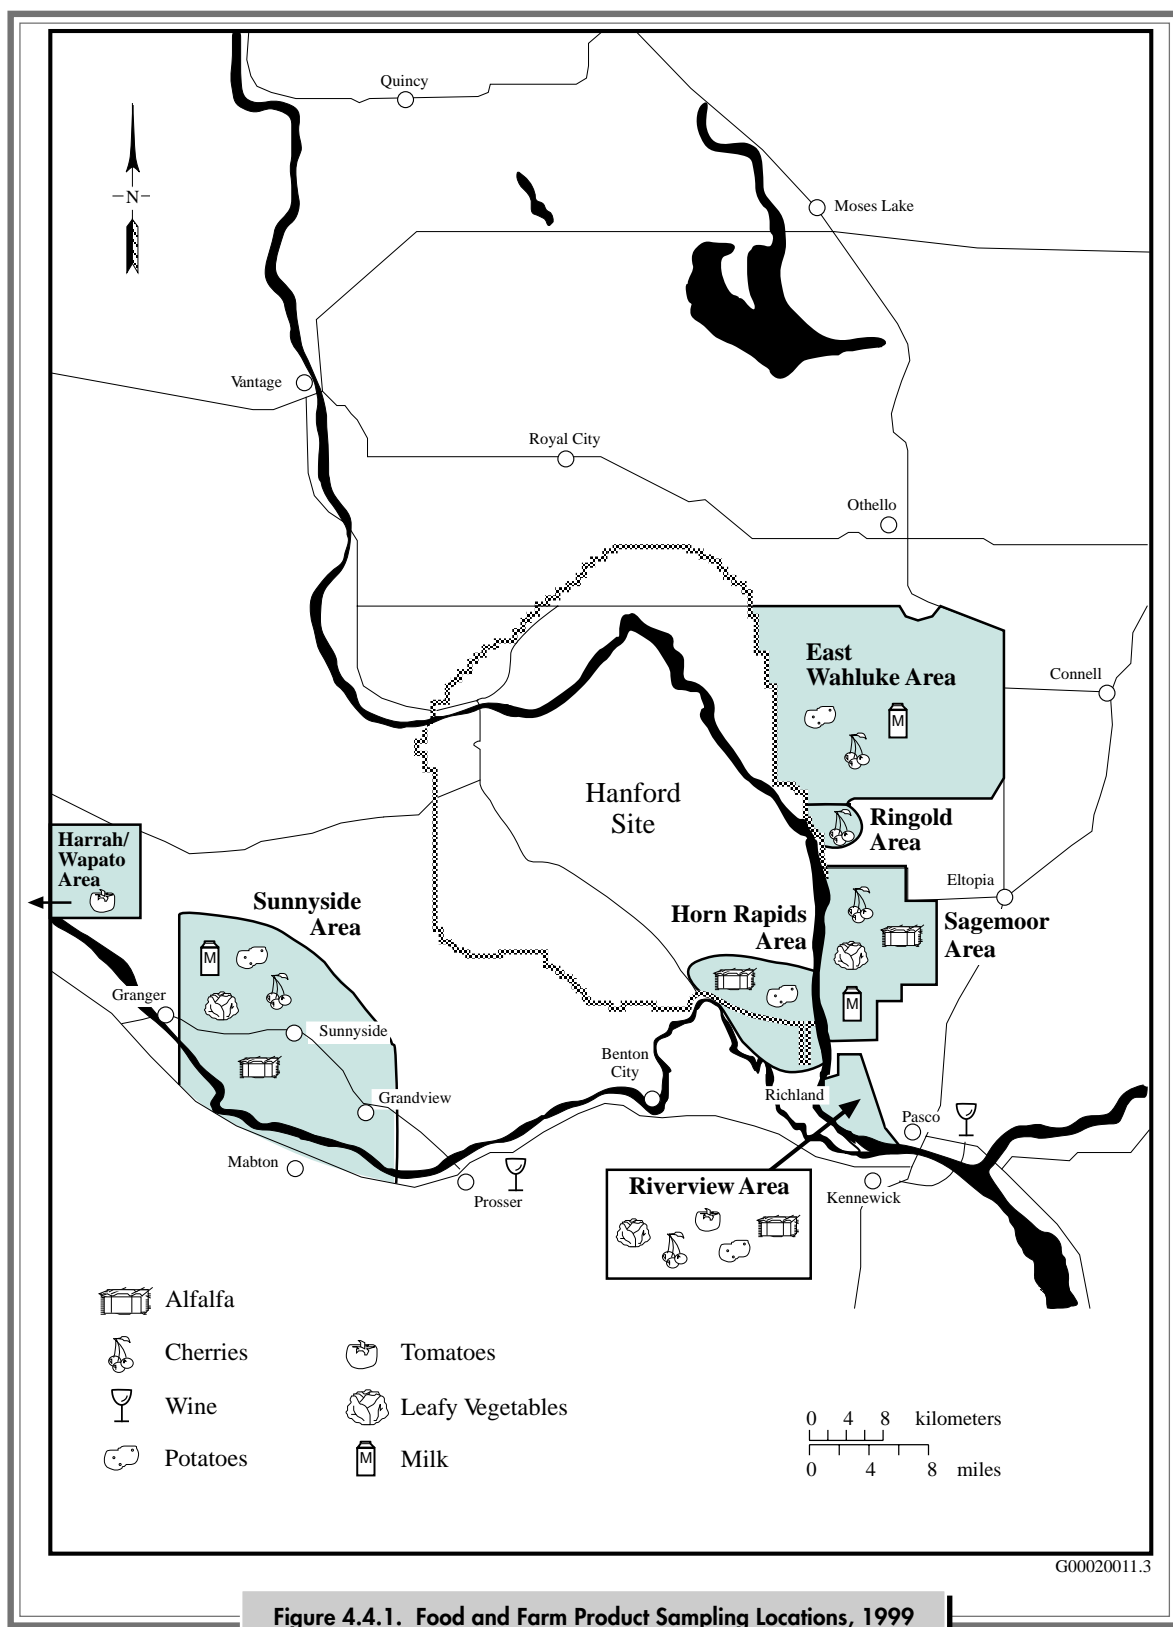 Quincy
N
Moses Lake
Vantage
Royal City
Othello
East
Wahluke Area
Connell
M
Hanford
Site
Ringold
Area
Harrah/
Wapato
Area
Sunnyside
Area
Eltopia
Horn Rapids
Area
Sagemoor
Area
M
M
Granger
Sunnyside
Benton
City
Richland
Grandview
Pasco
Mabton
Prosser
Riverview Area
Kennewick
Alfalfa
Cherries
Tomatoes
Wine
Leafy Vegetables
Potatoes
M
Milk
0 4 8 kilometers
0 4 8 miles
G00020011.3
Figure 4.4.1. Food and Farm Product Sampling Locations, 1999